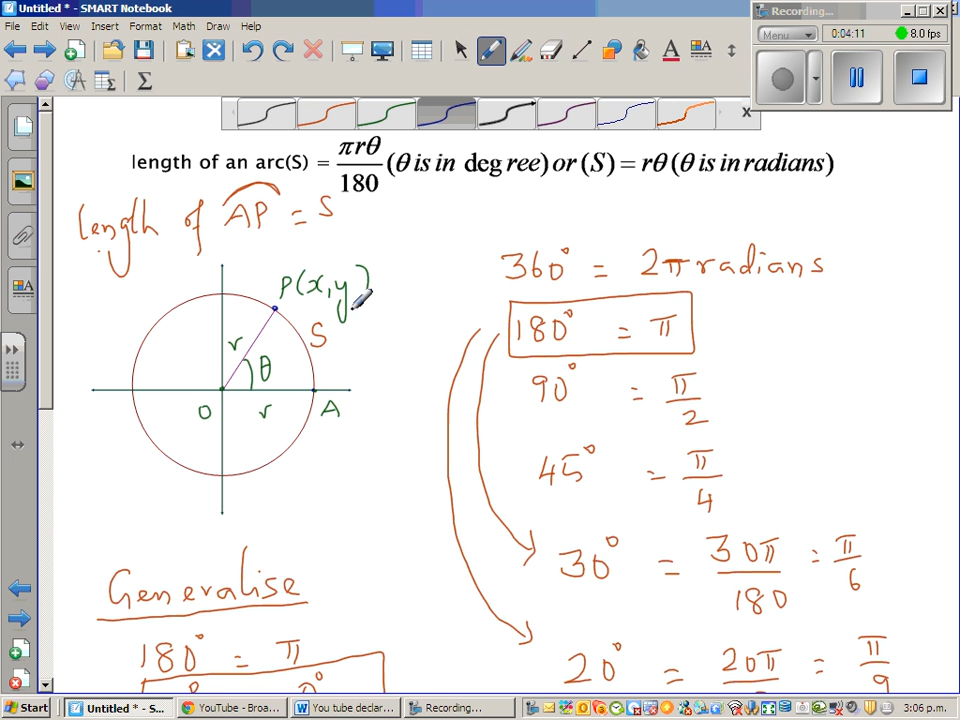 Untitled * - SMART Notebook
File Edit View Insert Format Math Draw Help
Recording...
Menu
0:04:11
8.0 fps
length of an arc(S) = πrθ/180 (θ is in deg ree) or (S) = rθ (θ is in radians)
length of AP = S
P(x,y)
r
S
θ
O
r
A
360° = 2π radians
180° = π
90° = π/2
45° = π/4
30° = 30π/180 = π/6
20° = 20π = π/9
Generalise
180° = π
Start
Untitled * - S...
YouTube - Broa...
You tube declar...
Recording...
3:06 p.m.